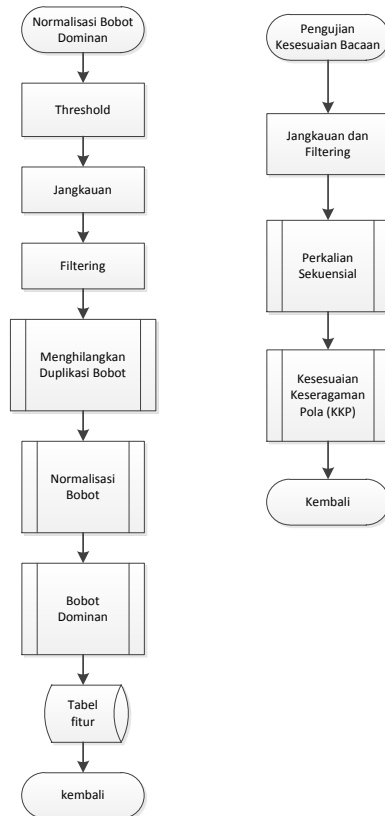 Normalisasi Bobot
Dominan
Threshold
Jangkauan
Filtering
Menghilangkan
Duplikasi Bobot
Normalisasi
Bobot
Bobot
Dominan
Tabel
fitur
kembali
Pengujian
Kesesuaian Bacaan
Jangkauan dan
Filtering
Perkalian
Sekuensial
Kesesuaian
Keseragaman
Pola (KKP)
Kembali